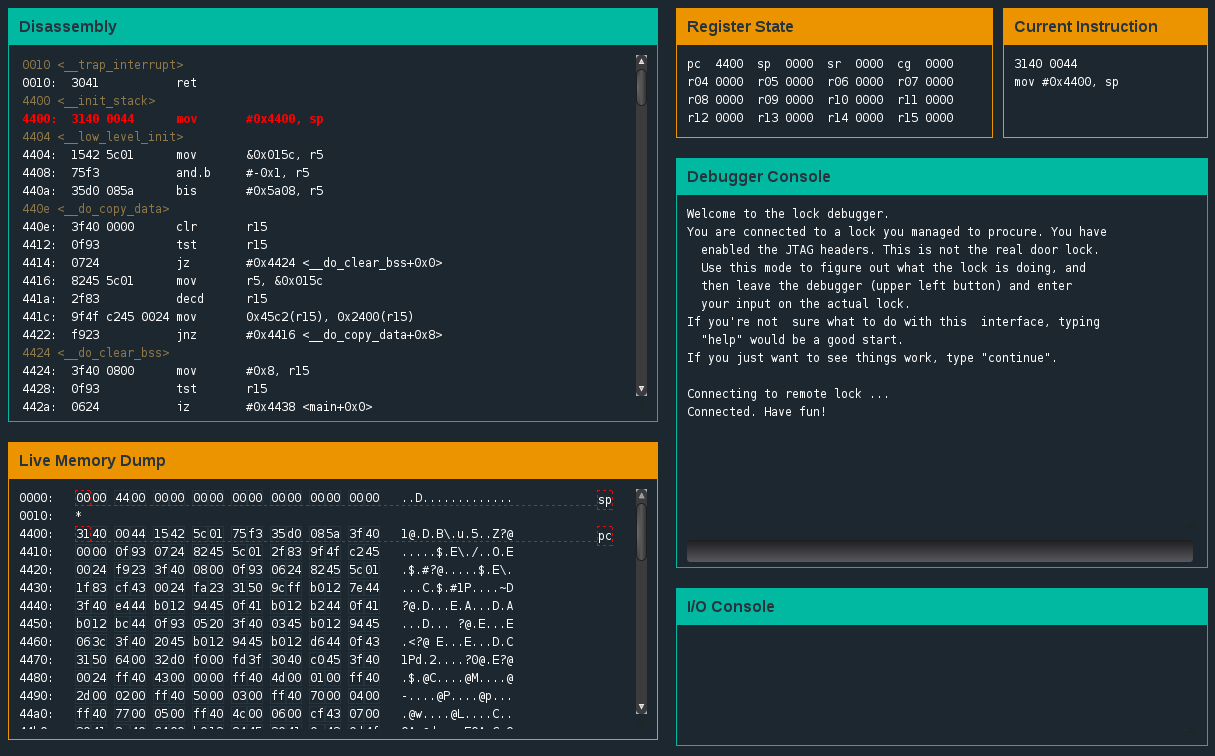 Disassembly
0010 <__trap_interrupt>
0010:  3041           ret
4400 <__init_stack>
4400:  3140 0044      mov       #0x4400, sp
4404 <__low_level_init>
4404:  1542 5c01      mov       &0x015c, r5
4408:  75f3           and.b     #-0x1, r5
440a:  35d0 085a      bis       #0x5a08, r5
440e <__do_copy_data>
440e:  3f40 0000      clr       r15
4412:  0f93           tst       r15
4414:  0724           jz        #0x4424 <__do_clear_bss+0x0>
4416:  8245 5c01      mov       r5, &0x015c
441a:  2f83           decd      r15
441c:  9f4f c245 0024 mov       0x45c2(r15), 0x2400(r15)
4422:  f923           jnz       #0x4416 <__do_copy_data+0x8>
4424 <__do_clear_bss>
4424:  3f40 0800      mov       #0x8, r15
4428:  0f93           tst       r15
442a:  0624           jz        #0x4438 <main+0x0>
Live Memory Dump
0000:   0000 4400 0000 0000 0000 0000 0000 0000   ..D.............   sp
0010:   *
4400:   3140 0044 1542 5c01 75f3 35d0 085a 3f40   1@.D.B\.u.5..Z?@   pc
4410:   0000 0f93 0724 8245 5c01 2f83 9f4f c245   .....$.E\./..O.E
4420:   0024 f923 3f40 0800 0f93 0624 8245 5c01   .$.#?@.....$.E\.
4430:   1f83 cf43 0024 fa23 3150 9cff b012 7e44   ...C.$.#1P....~D
4440:   3f40 e444 b012 9445 0f41 b012 b244 0f41   ?@.D...E.A...D.A
4450:   b012 bc44 0f93 0520 3f40 0345 b012 9445   ...D... ?@.E...E
4460:   063c 3f40 2045 b012 9445 b012 d644 0f43   .<?@ E...E...D.C
4470:   3150 6400 32d0 f000 fd3f 3040 c045 3f40   1Pd.2....?0@.E?@
4480:   0024 ff40 4300 0000 ff40 4d00 0100 ff40   .$.@C....@M....@
4490:   2d00 0200 ff40 5000 0300 ff40 7000 0400   -....@P....@p...
44a0:   ff40 7700 0500 ff40 4c00 0600 cf43 0700   .@w....@L....C..
Register State
pc  4400  sp  0000  sr  0000  cg  0000
r04 0000  r05 0000  r06 0000  r07 0000
r08 0000  r09 0000  r10 0000  r11 0000
r12 0000  r13 0000  r14 0000  r15 0000
Current Instruction
3140 0044
mov #0x4400, sp
Debugger Console
Welcome to the lock debugger.
You are connected to a lock you managed to procure. You have
enabled the JTAG headers. This is not the real door lock.
Use this mode to figure out what the lock is doing, and
then leave the debugger (upper left button) and enter
your input on the actual lock.
If you're not  sure what to do with this  interface, typing
"help" would be a good start.
If you just want to see things work, type "continue".
Connecting to remote lock ...
Connected. Have fun!
I/O Console